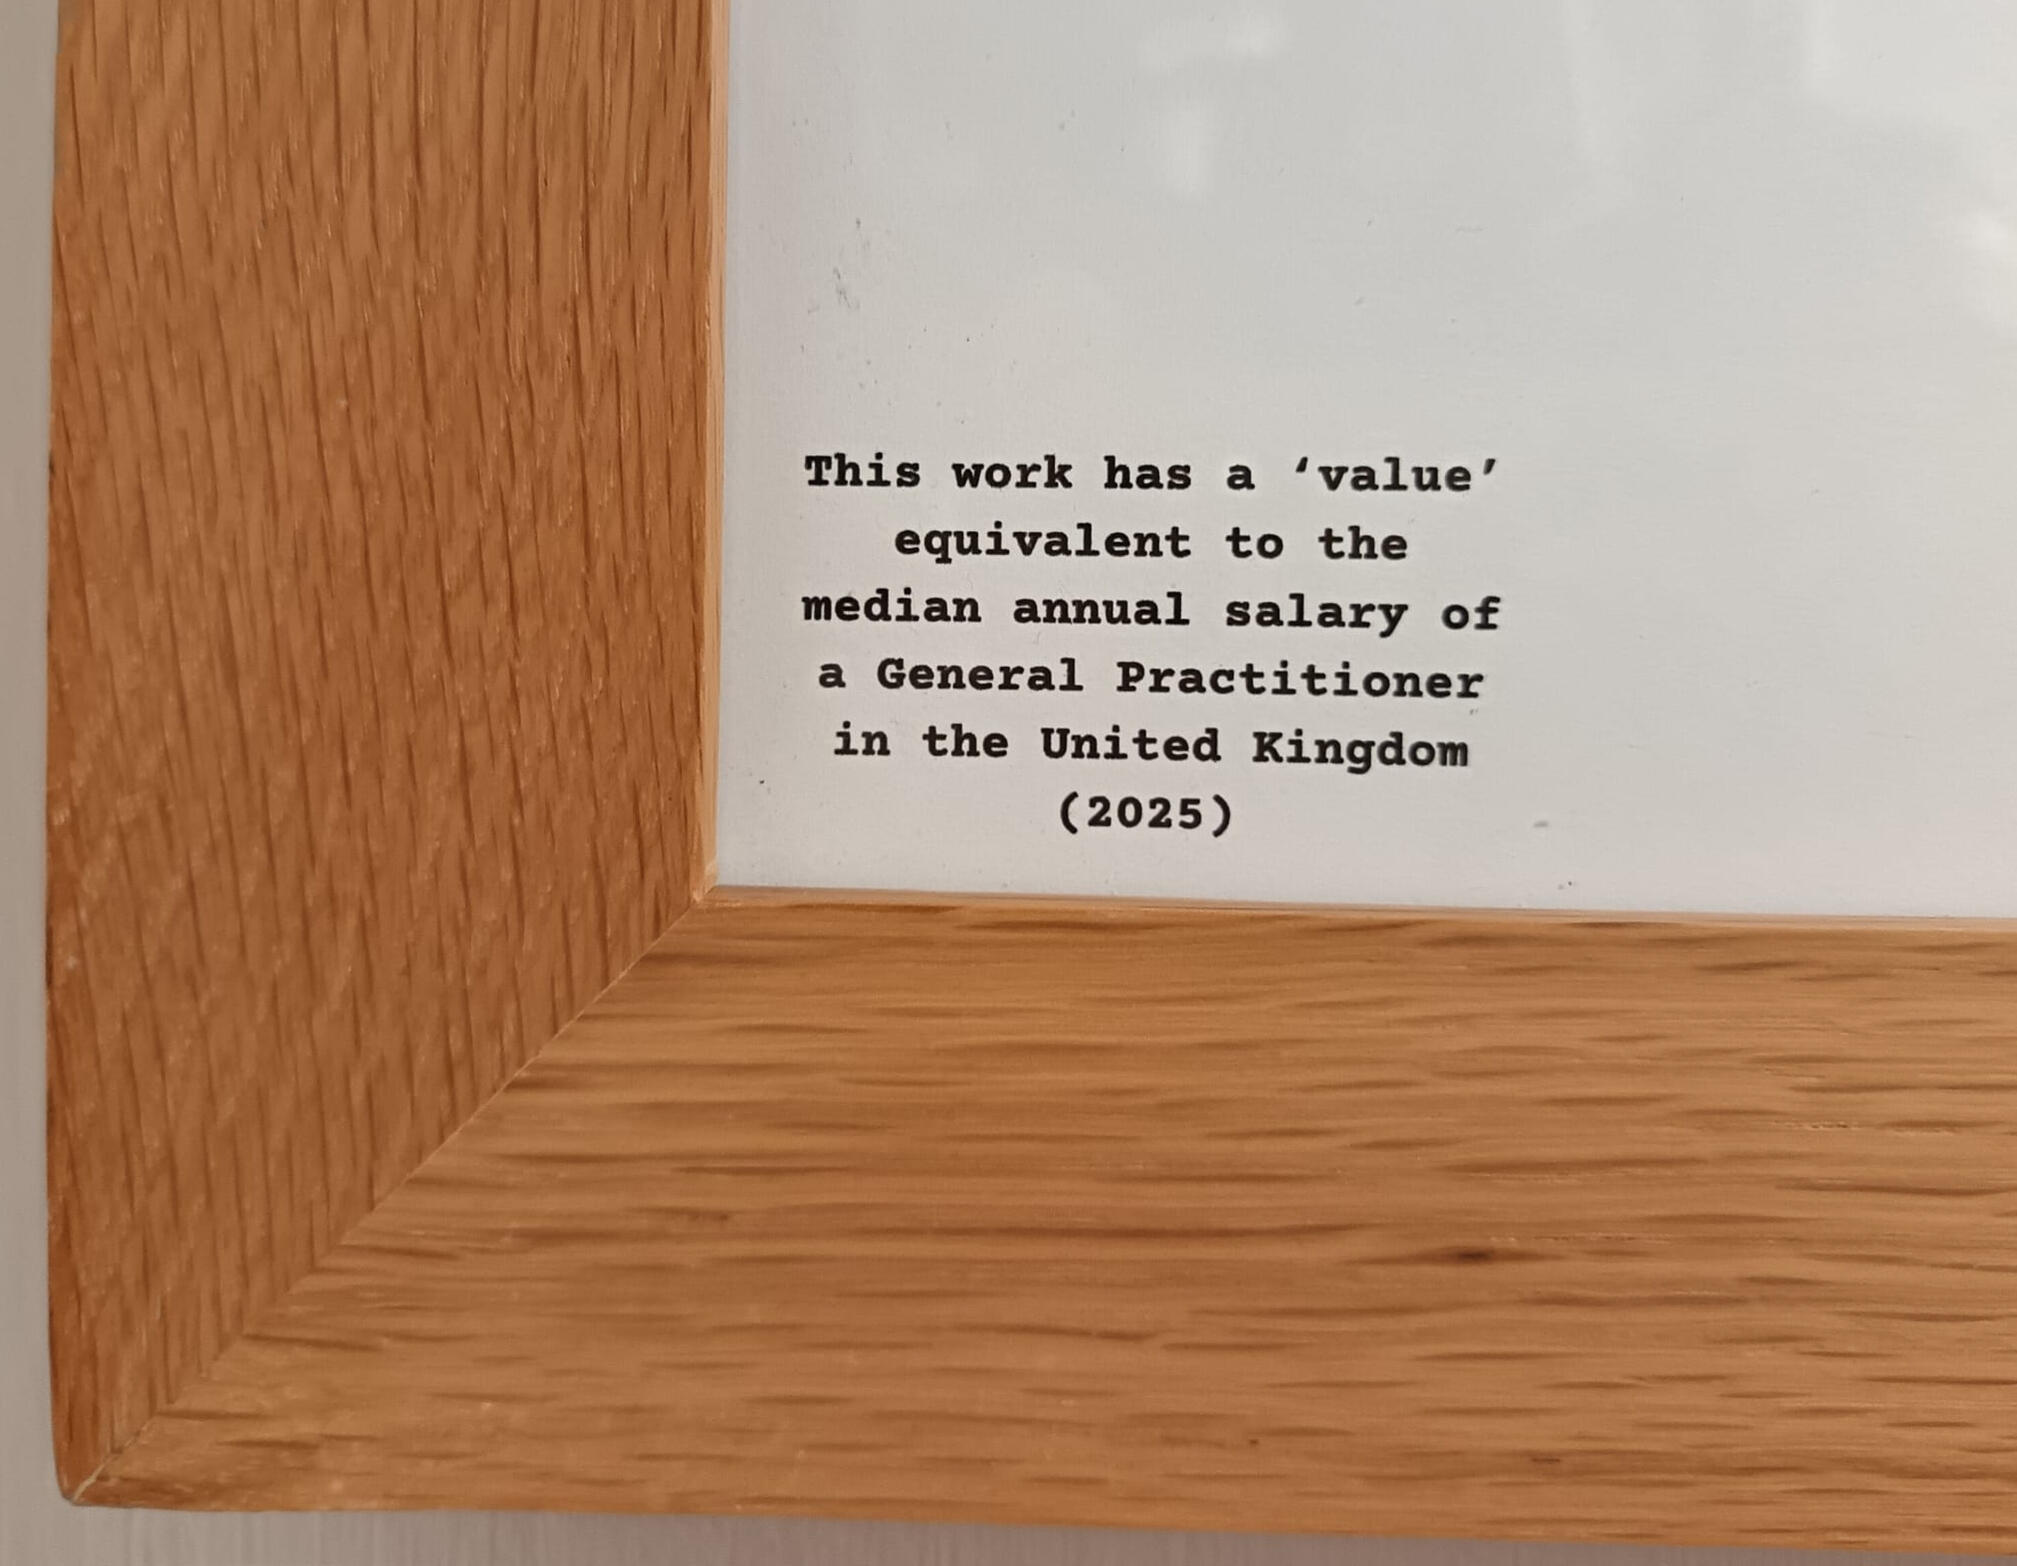 This work has a ‘value’
equivalent to the
median annual salary of
a General Practitioner
in the United Kingdom
(2025)